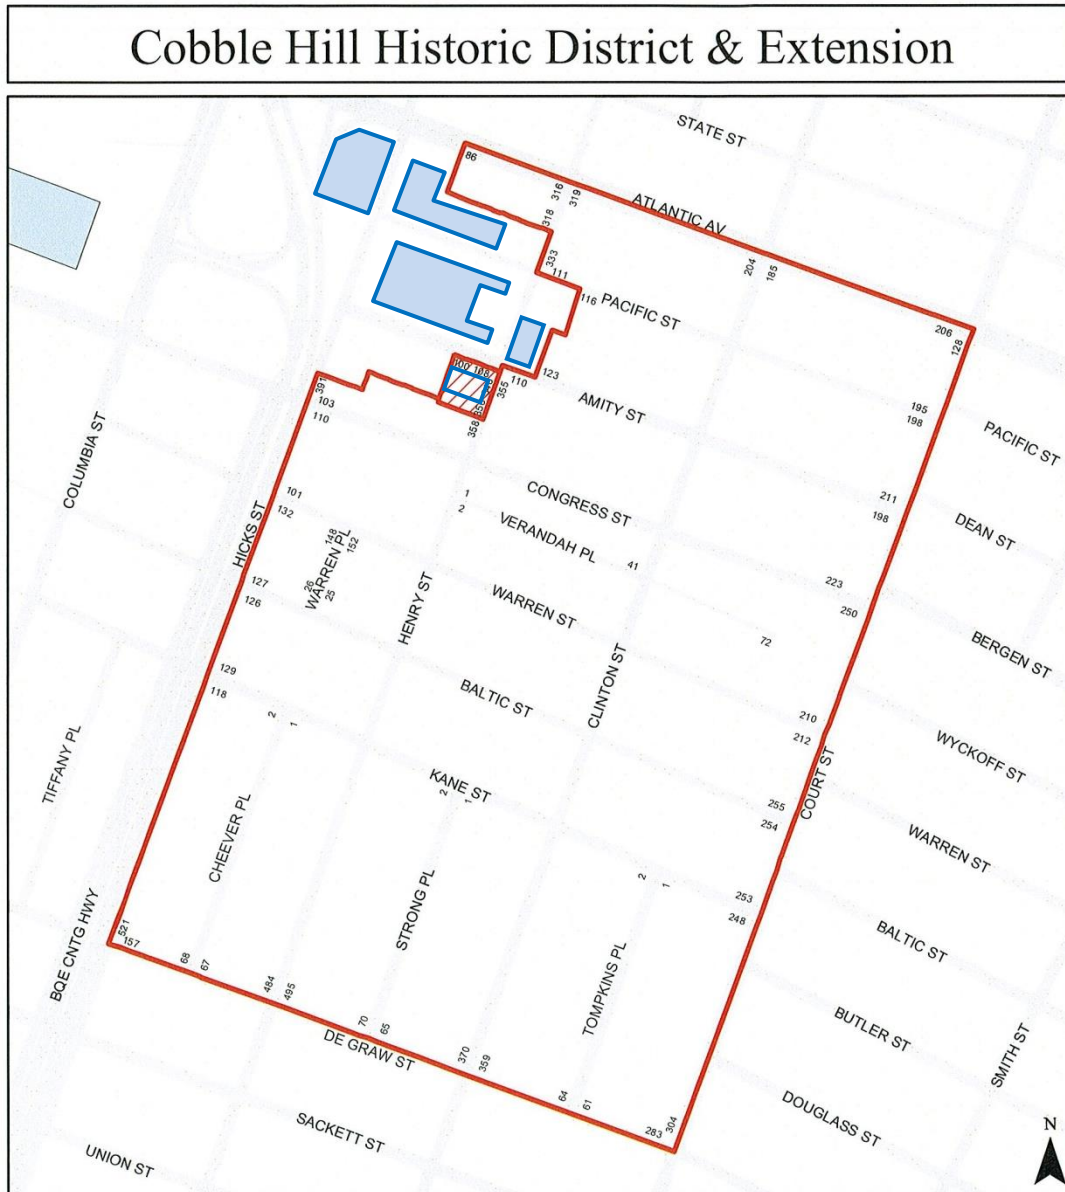 Cobble Hill Historic District & Extension
STATE ST
86
316
319
318
ATLANTIC AV
333
111
116
PACIFIC ST
204
185
206
128
391
103
110
100
108
355
110
123
358
AMITY ST
195
198
PACIFIC ST
COLUMBIA ST
1
2
CONGRESS ST
VERANDAH PL
41
211
198
DEAN ST
101
132
HICKS ST
148
152
WARREN PL
26
25
HENRY ST
WARREN ST
223
250
72
BERGEN ST
127
126
129
118
BALTIC ST
CLINTON ST
210
212
WYCKOFF ST
COURT ST
2
1
TIFFANY PL
KANE ST
2
1
255
254
WARREN ST
CHEEVER PL
STRONG PL
2
1
253
248
BALTIC ST
521
157
BQE CNTG HWY
68
67
484
495
70
65
TOMPKINS PL
BUTLER ST
DE GRAW ST
370
359
64
61
283
304
SMITH ST
DOUGLASS ST
SACKETT ST
UNION ST
N